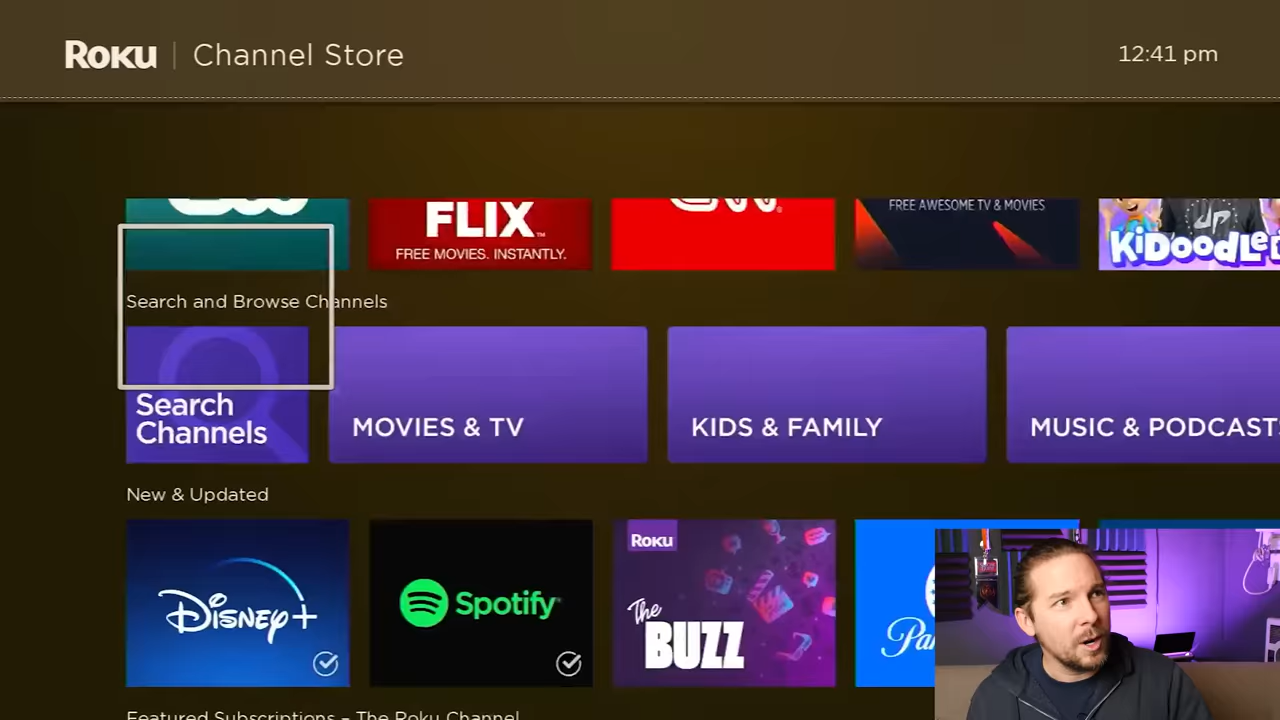 Roku | Channel Store
12:41 pm
FLIX
FREE MOVIES. INSTANTLY.
FREE AWESOME TV & MOVIES
KiDoodle
Search and Browse Channels
Search
Channels
MOVIES & TV
KIDS & FAMILY
MUSIC & PODCASTS
New & Updated
Disney+
Spotify
Roku
The
BUZZ
Featured Subscriptions – The Roku Channel